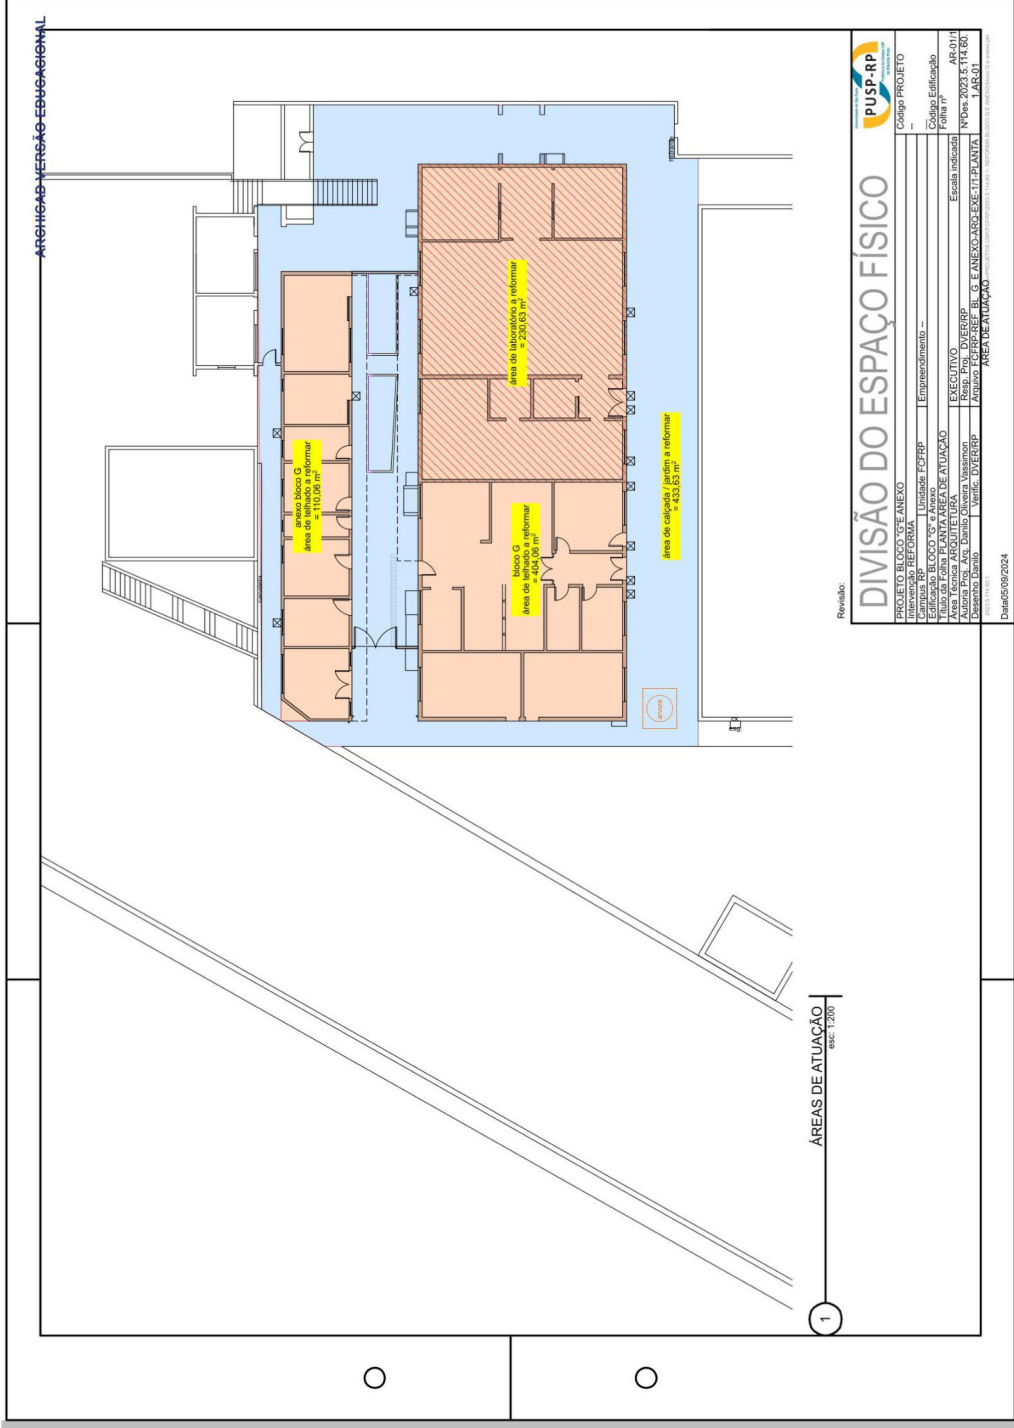 ARCHICAD VERSÃO EDUCACIONAL
anexo bloco G
área de telhado a reformar
= 110,06 m²
área de laboratório a reformar
= 230,63 m²
bloco G
área de telhado a reformar
= 404,06 m²
área de calçada / jardim a reformar
= 433,63 m²
árvore
esg.
1
ÁREAS DE ATUAÇÃO
esc: 1:200
Revisão:
DIVISÃO DO ESPAÇO FÍSICO
PUSP-RP
PROJETO BLOCO "G"E ANEXO
Código PROJETO
--
Intervenção REFORMA
Campus RP
Unidade FCFRP
Empreendimento --
Código Edificação
Edificação BLOCO "G" e Anexo
Título da Folha PLANTA ÁREA DE ATUAÇÃO
Folha nº
AR-01/1
Área Técnica ARQUITETURA
EXECUTIVO
Escala indicada
Autoria Proj. Arq. Danilo Oliveira Vassimon
Resp. Proj. DVEF/RP
NºDes.2023.5.114.60.
1.AR-01
Desenho Danilo
Verific. DVEF/RP
Arquivo FCFRP-REF_BL_G_E ANEXO-ARQ-EXE-1/1-PLANTA
ÁREA DE ATUAÇÃO
Data05/09/2024